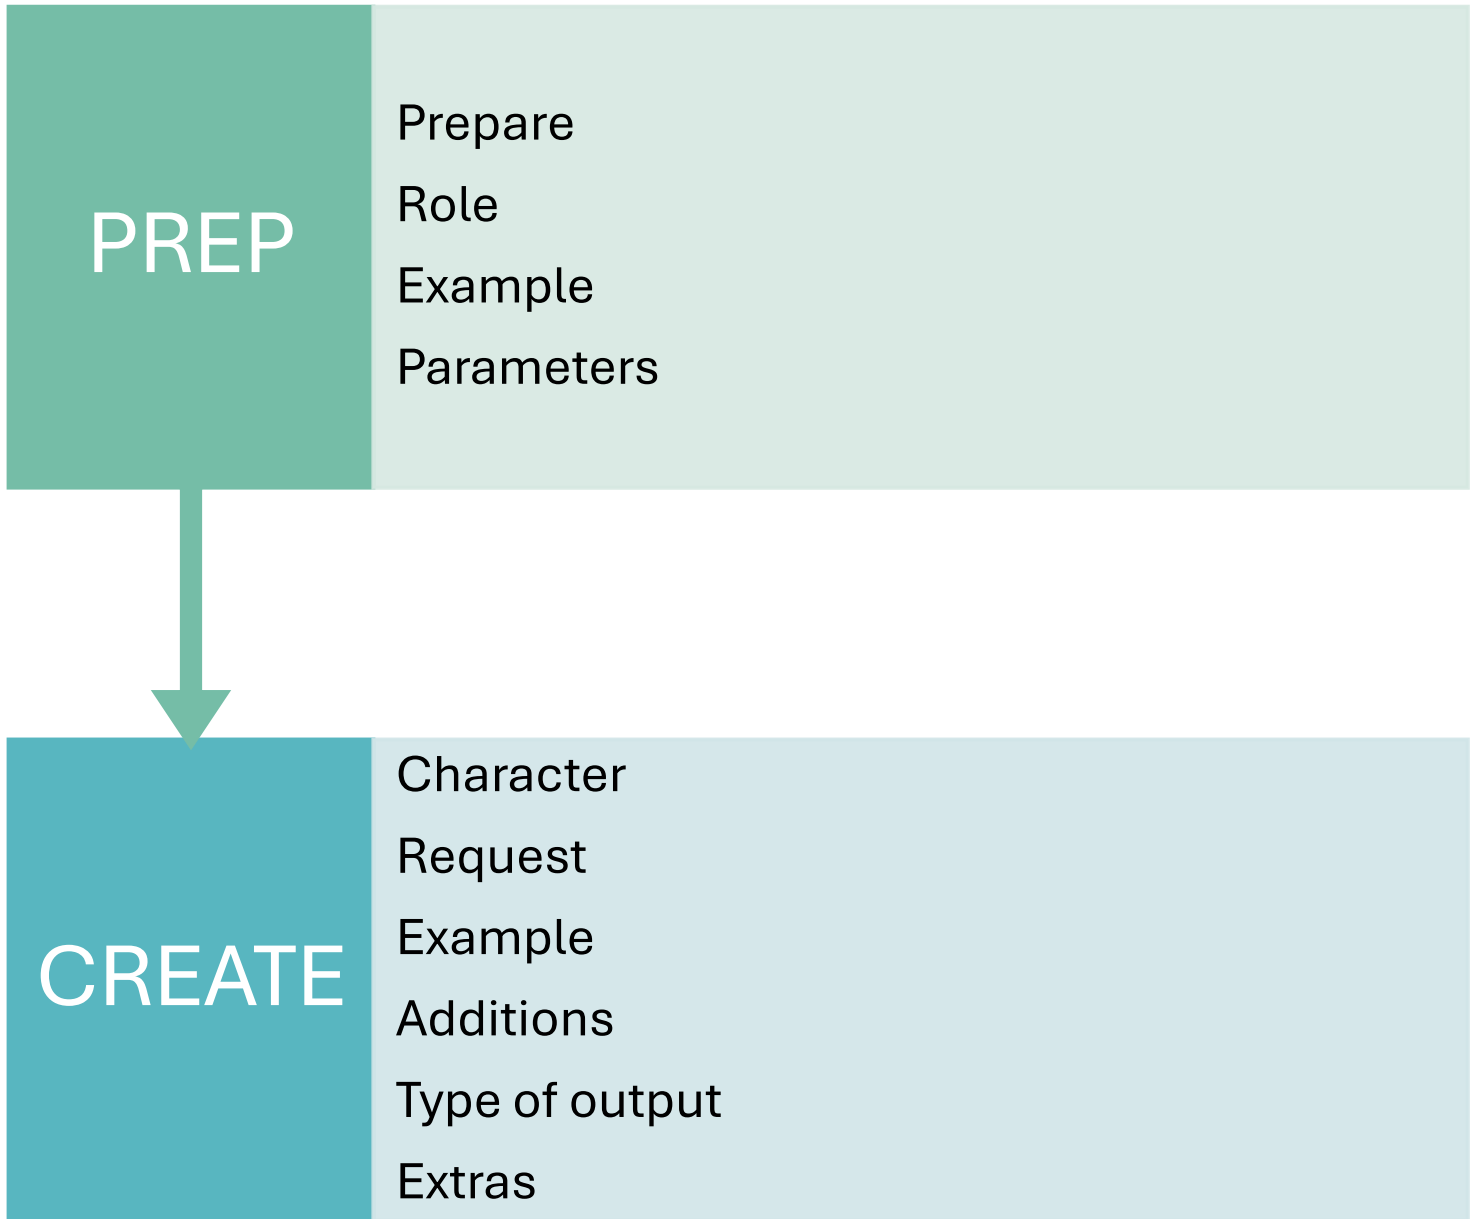 PREP
Prepare
Role
Example
Parameters
CREATE
Character
Request
Example
Additions
Type of output
Extras